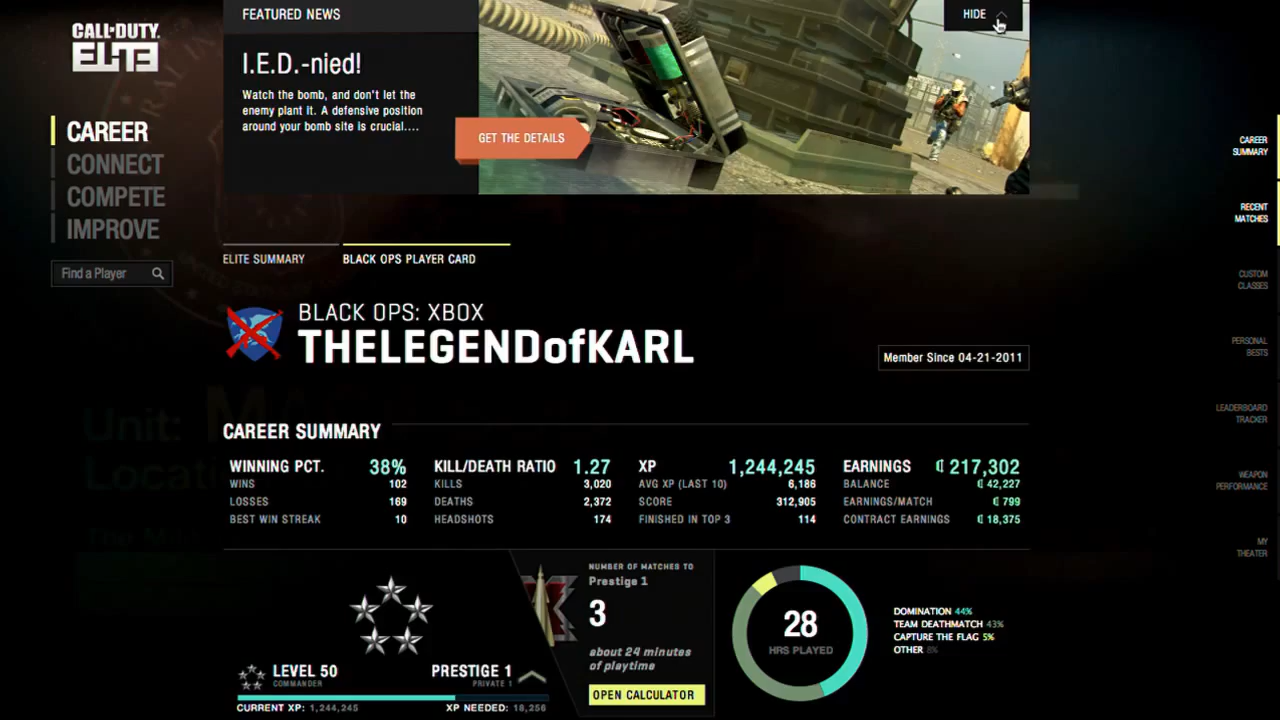 CALL OF DUTY
ELITE
CAREER
CONNECT
COMPETE
IMPROVE
Find a Player
FEATURED NEWS
I.E.D.-nied!
Watch the bomb, and don't let the
enemy plant it. A defensive position
around your bomb site is crucial....
GET THE DETAILS
HIDE
ELITE SUMMARY
BLACK OPS PLAYER CARD
BLACK OPS: XBOX
THELEGENDofKARL
Member Since 04-21-2011
CAREER SUMMARY
WINNING PCT. 38%
WINS 102
LOSSES 169
BEST WIN STREAK 10
KILL/DEATH RATIO 1.27
KILLS 3,020
DEATHS 2,372
HEADSHOTS 174
XP 1,244,245
AVG XP (LAST 10) 6,186
SCORE 312,905
FINISHED IN TOP 3 114
EARNINGS 217,302
BALANCE 42,227
EARNINGS/MATCH 799
CONTRACT EARNINGS 18,375
LEVEL 50
COMMANDER
PRESTIGE 1
PRIVATE 1
CURRENT XP: 1,244,245
XP NEEDED: 18,256
NUMBER OF MATCHES TO
Prestige 1
3
about 24 minutes
of playtime
OPEN CALCULATOR
28
HRS PLAYED
DOMINATION 44%
TEAM DEATHMATCH 43%
CAPTURE THE FLAG 5%
OTHER 8%
CAREER
SUMMARY
RECENT
MATCHES
CUSTOM
CLASSES
PERSONAL
BESTS
LEADERBOARD
TRACKER
WEAPON
PERFORMANCE
MY
THEATER
Unit: